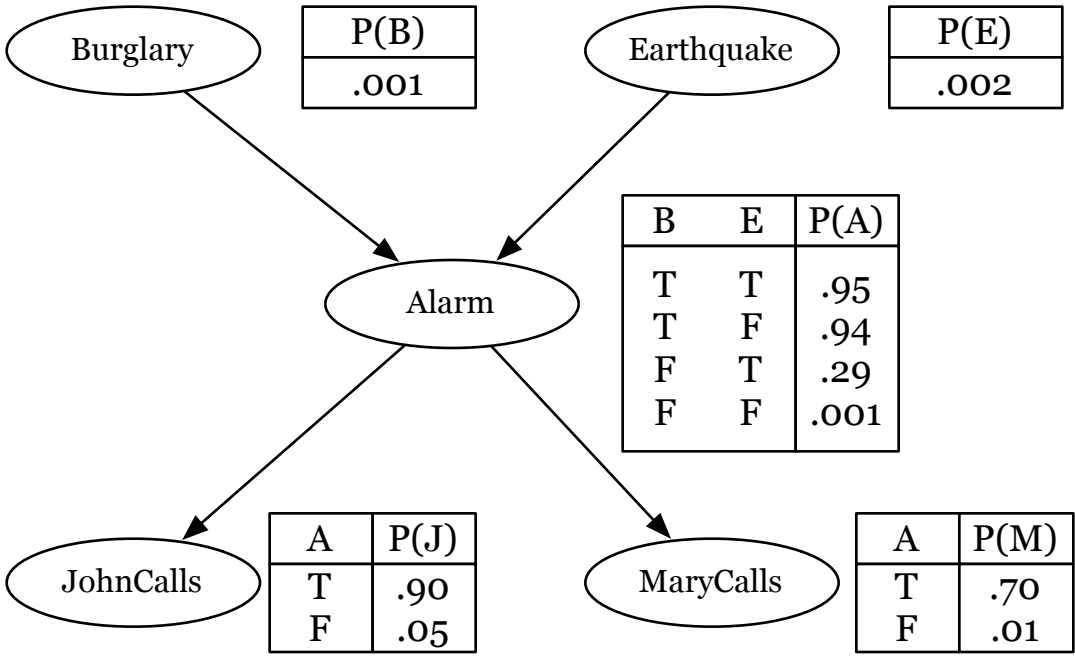 Burglary
P(B)
.001
Earthquake
P(E)
.002
B E P(A)
T T .95
T F .94
F T .29
F F .001
Alarm
JohnCalls
A P(J)
T .90
F .05
MaryCalls
A P(M)
T .70
F .01